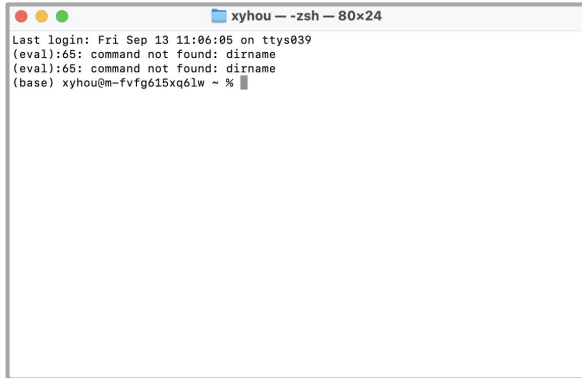 xyhou — -zsh — 80×24
Last login: Fri Sep 13 11:06:05 on ttys039
(eval):65: command not found: dirname
(eval):65: command not found: dirname
(base) xyhou@m-fvfg615xq6lw ~ %